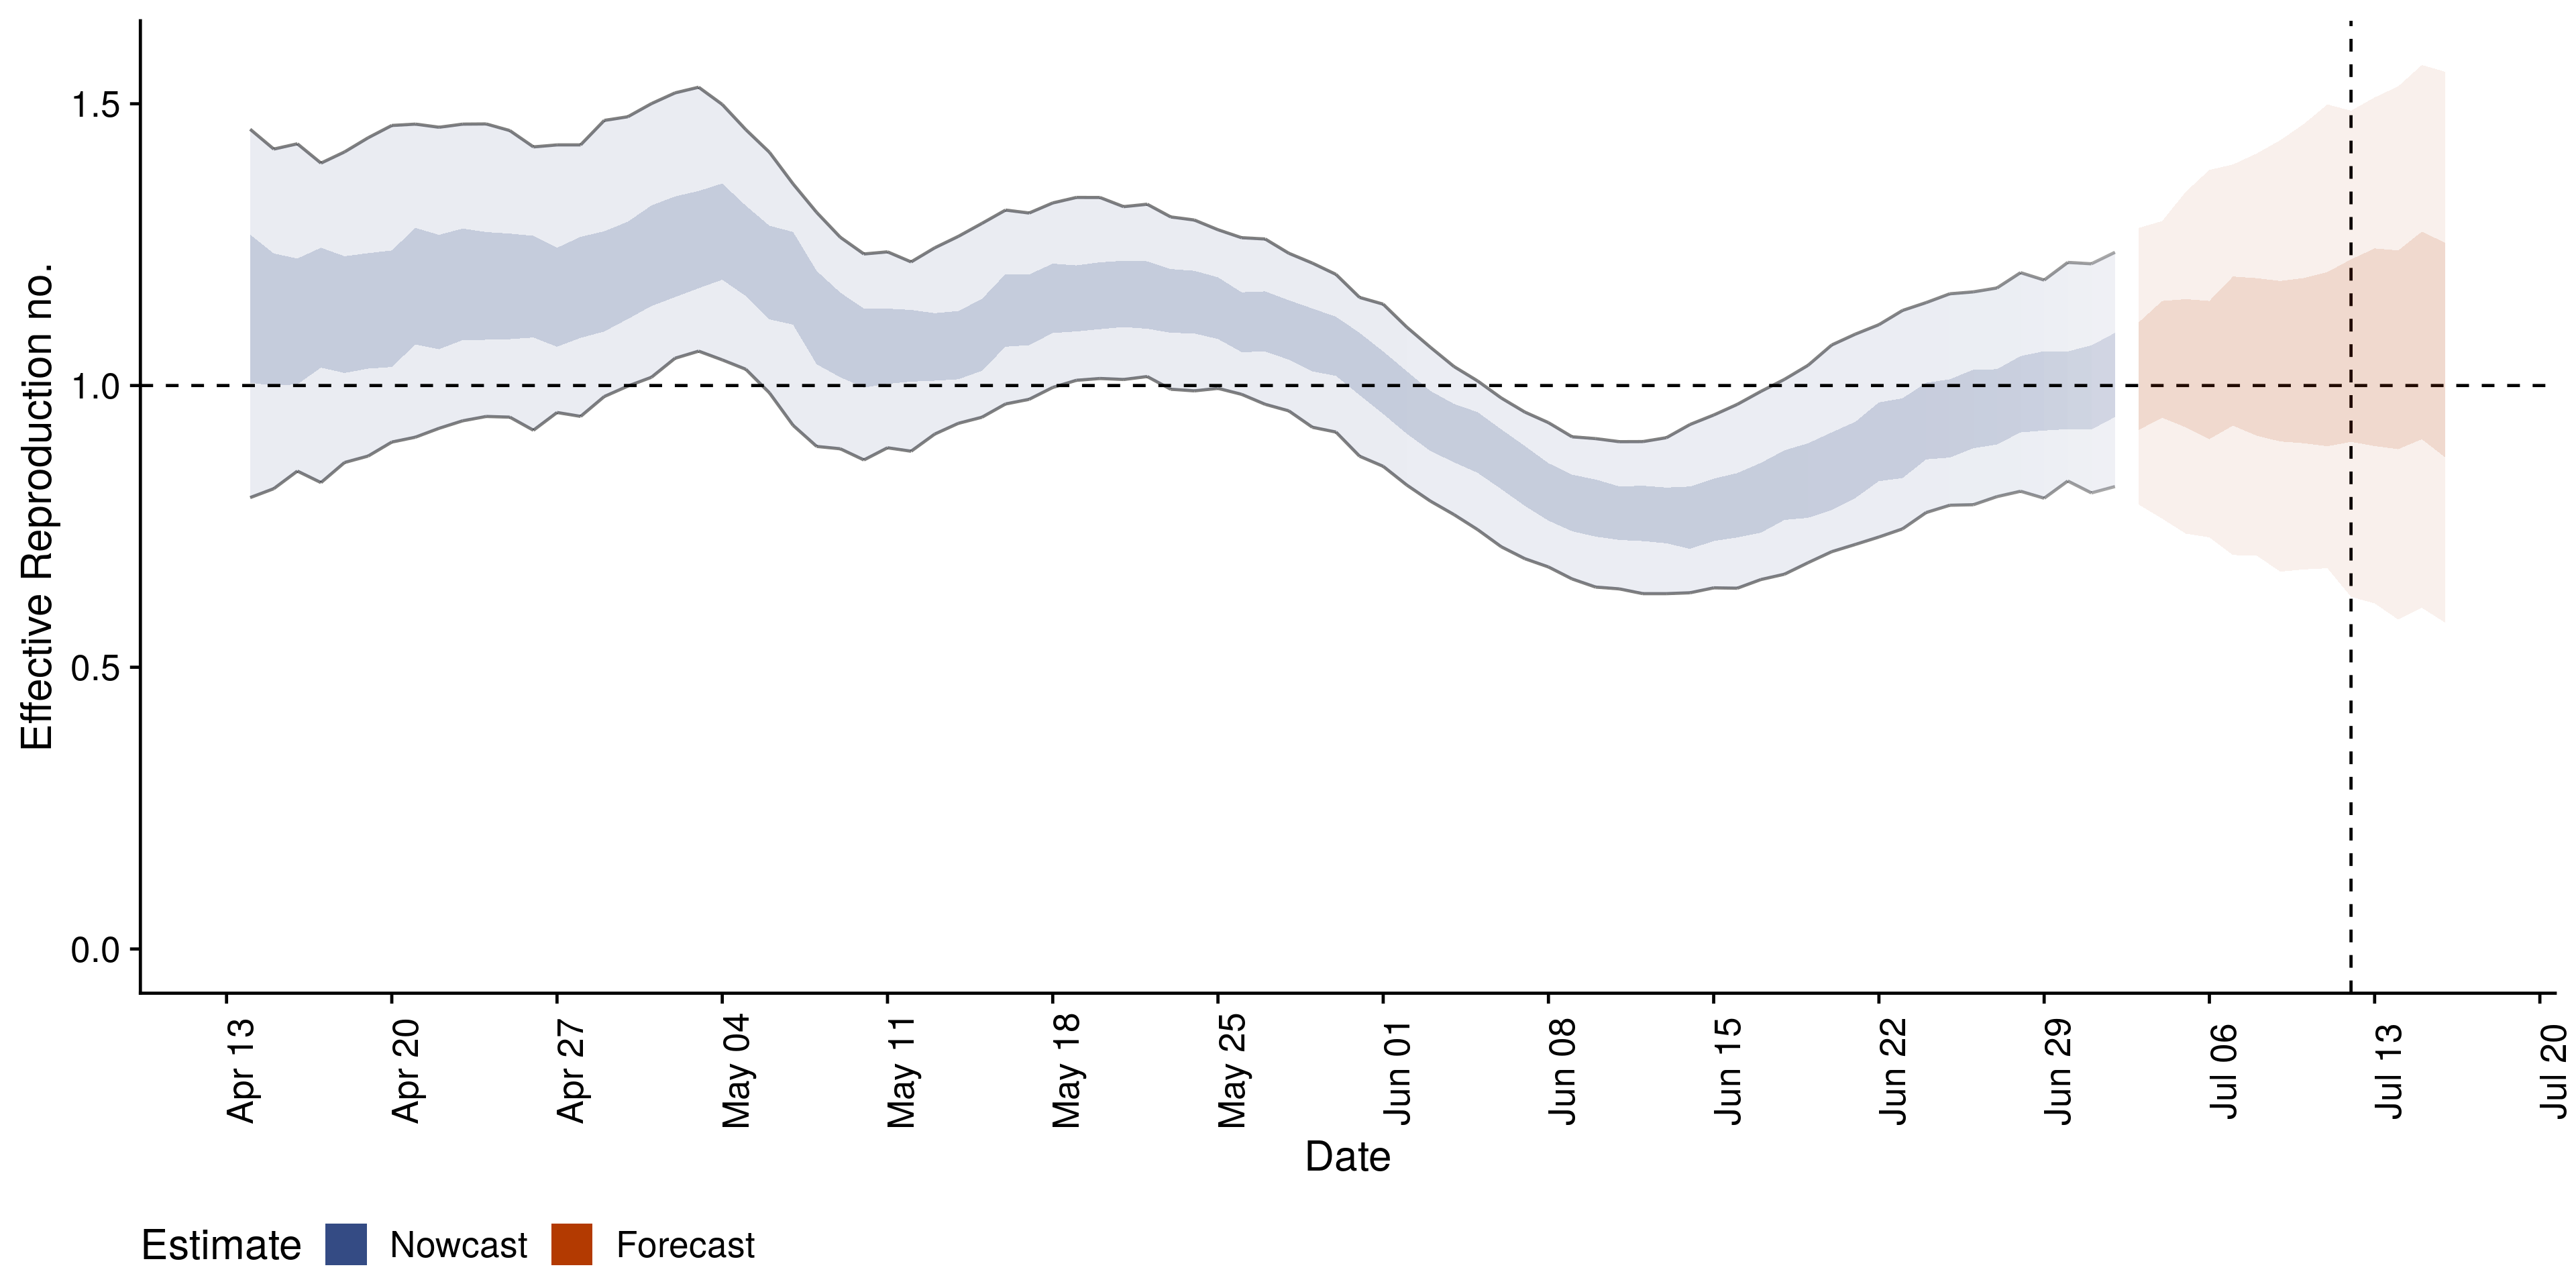 Effective Reproduction no.
1.5
1.0
0.5
0.0
Apr 13
Apr 20
Apr 27
May 04
May 11
May 18
May 25
Jun 01
Jun 08
Jun 15
Jun 22
Jun 29
Jul 06
Jul 13
Jul 20
Date
Estimate Nowcast Forecast